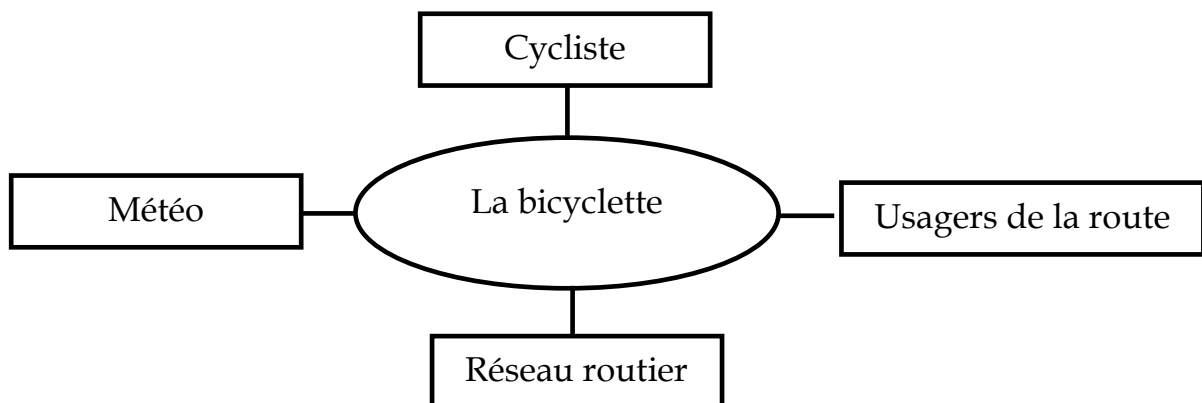 Cycliste
Météo
La bicyclette
Usagers de la route
Réseau routier